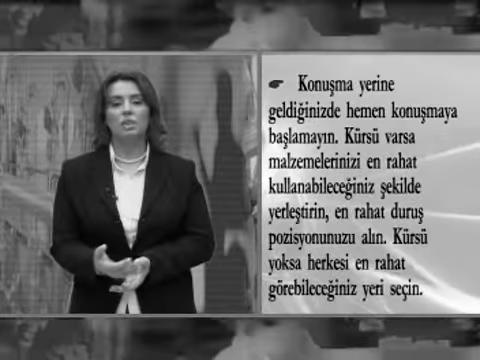 ☛ Konuşma yerine
geldiğinizde hemen konuşmaya
başlamayın. Kürsü varsa
malzemelerinizi en rahat
kullanabileceğiniz şekilde
yerleştirin, en rahat duruş
pozisyonunuzu alın. Kürsü
yoksa herkesi en rahat
görebileceğiniz yeri seçin.